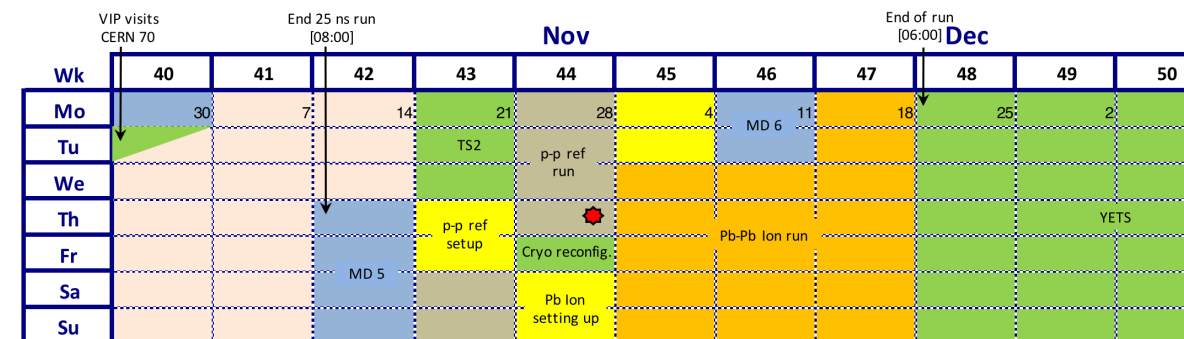 VIP visits
CERN 70
End 25 ns run
[08:00]
Nov
End of run
[06:00]
Dec
Wk 40 41 42 43 44 45 46 47 48 49 50
Mo 30 7 14 21 28 4 11 18 25 2
MD 6
Tu TS2
p-p ref
run
We
Th YETS
p-p ref
setup
Pb-Pb Ion run
Fr Cryo reconfig.
MD 5
Sa
Pb Ion
setting up
Su